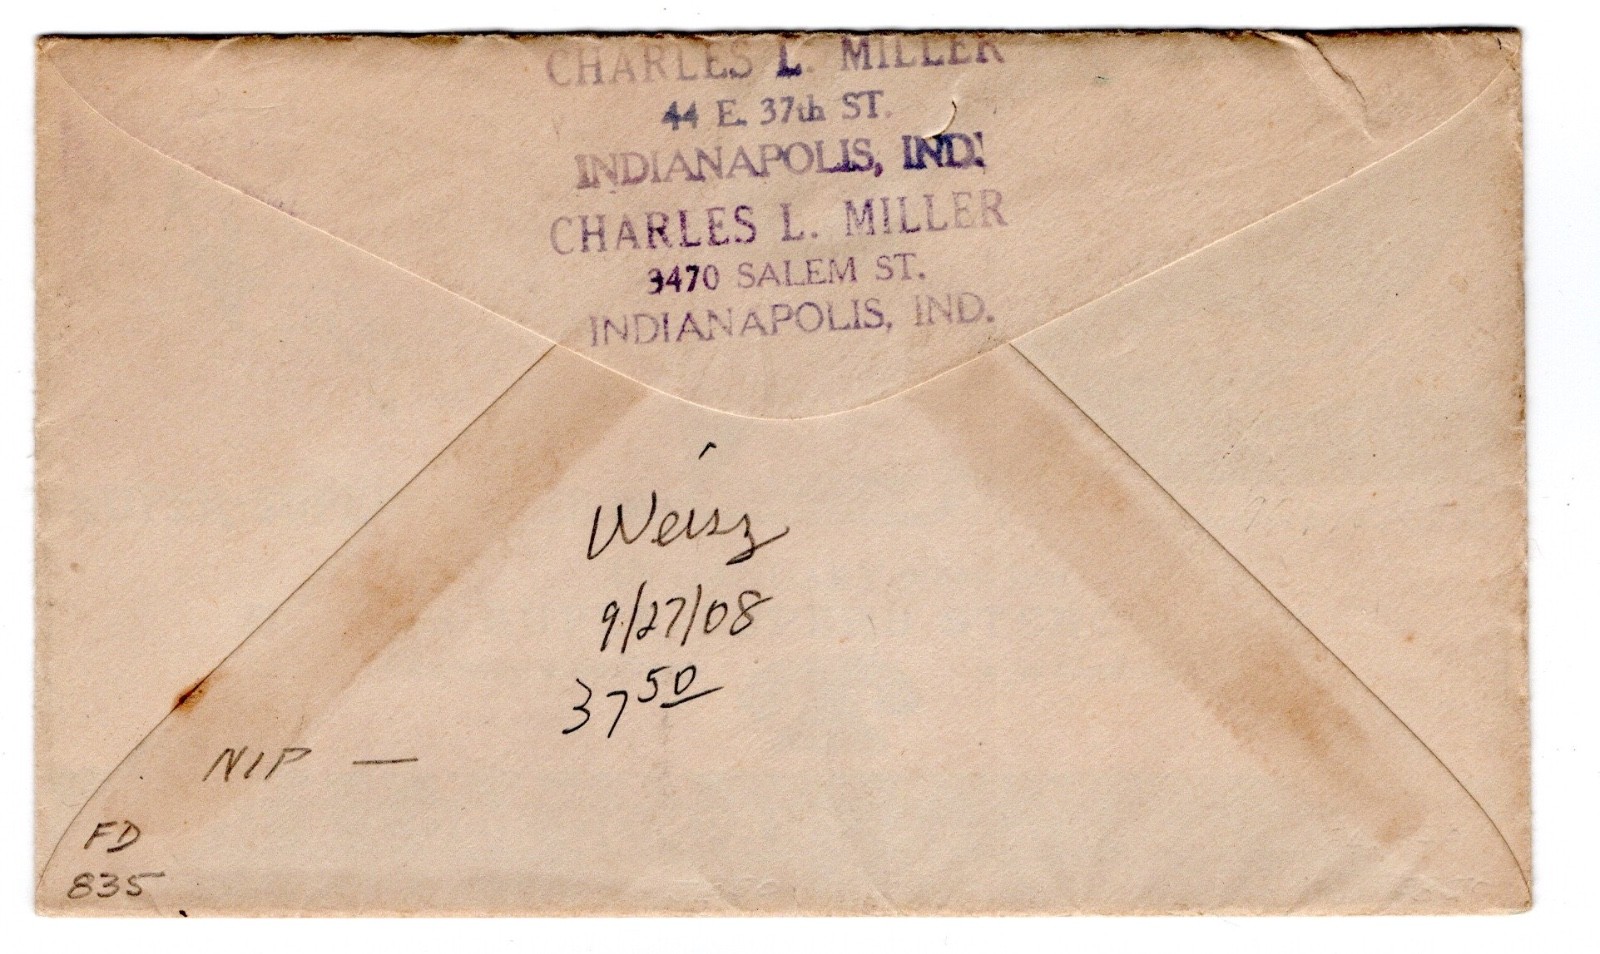 CHARLES L. MILLER
44 E. 37th ST.
INDIANAPOLIS, IND.
CHARLES L. MILLER
3470 SALEM ST.
INDIANAPOLIS, IND.
Weisz
9/27/08
37 50
NIP —
FD
835